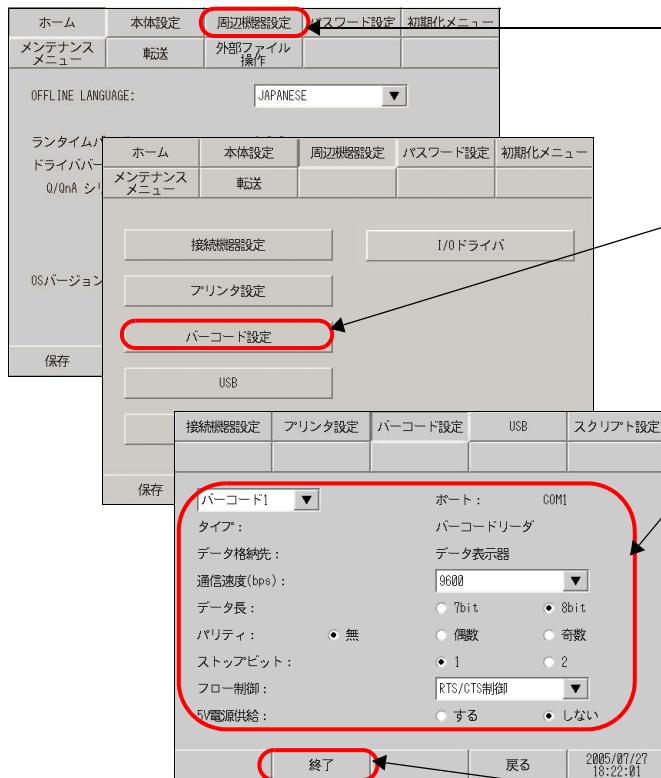 ホーム 本体設定 周辺機器設定 パスワード設定 初期化メニュー
メンテナンス
メニュー 転送 外部ファイル
操作
OFFLINE LANGUAGE: JAPANESE ▼
ランタイムバ
ドライババー
Q/QnA シリ
OSバージョン
保存
ホーム 本体設定 周辺機器設定 パスワード設定 初期化メニュー
メンテナンス
メニュー 転送
接続機器設定 I/Oドライバ
プリンタ設定
バーコード設定
USB
保存
接続機器設定 プリンタ設定 バーコード設定 USB スクリプト設定
バーコード1 ▼ ポート: COM1
タイプ: バーコードリーダ
データ格納先: データ表示器
通信速度(bps): 9600 ▼
データ長: 7bit 8bit
パリティ: 無 偶数 奇数
ストップビット: 1 2
フロー制御: RTS/CTS制御 ▼
5V電源供給: する しない
終了 戻る 2005/07/27
18:22:01